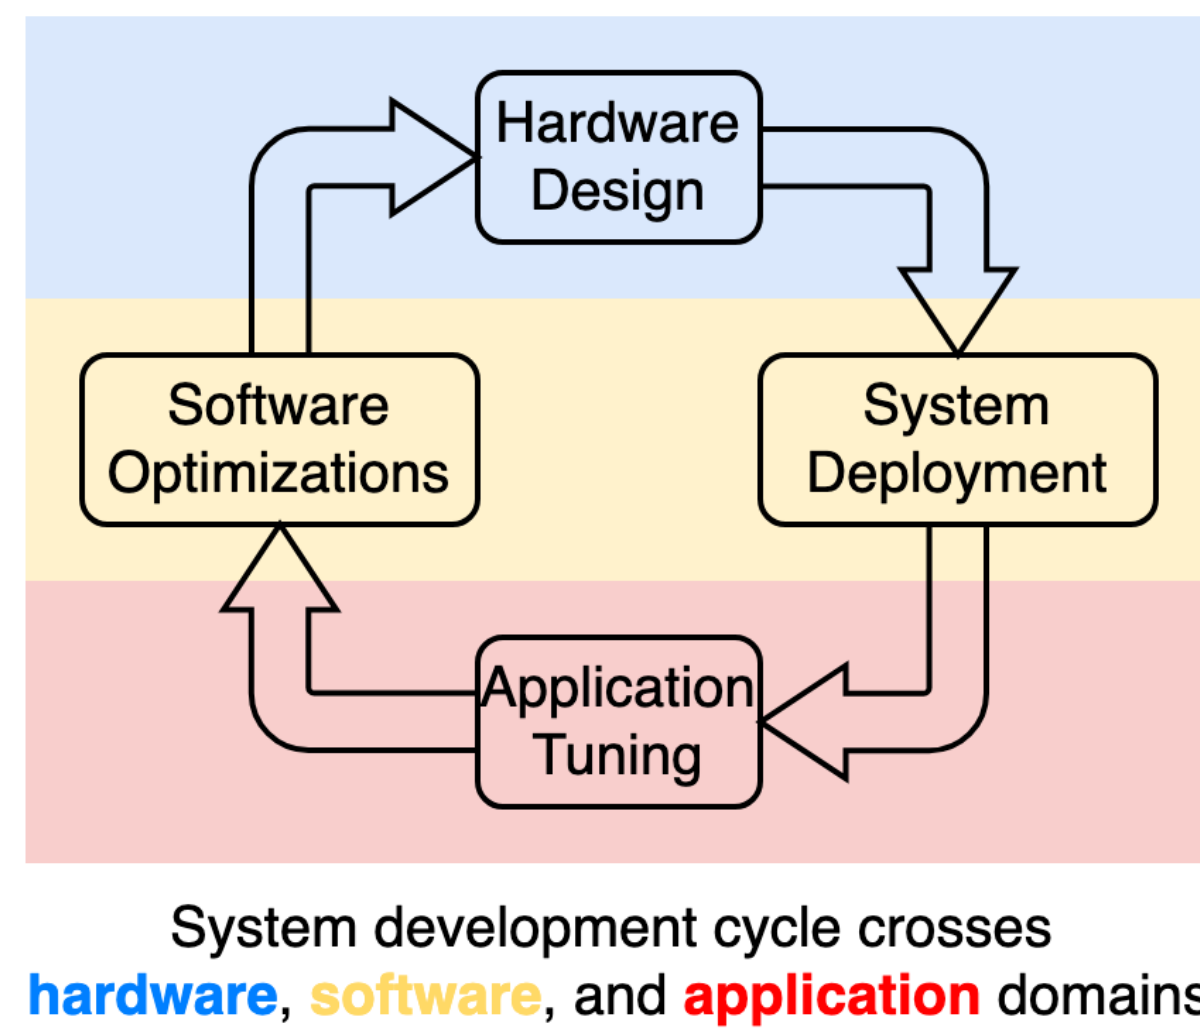 Hardware
Design
Software
Optimizations
System
Deployment
Application
Tuning
System development cycle crosses
hardware, software, and application domains